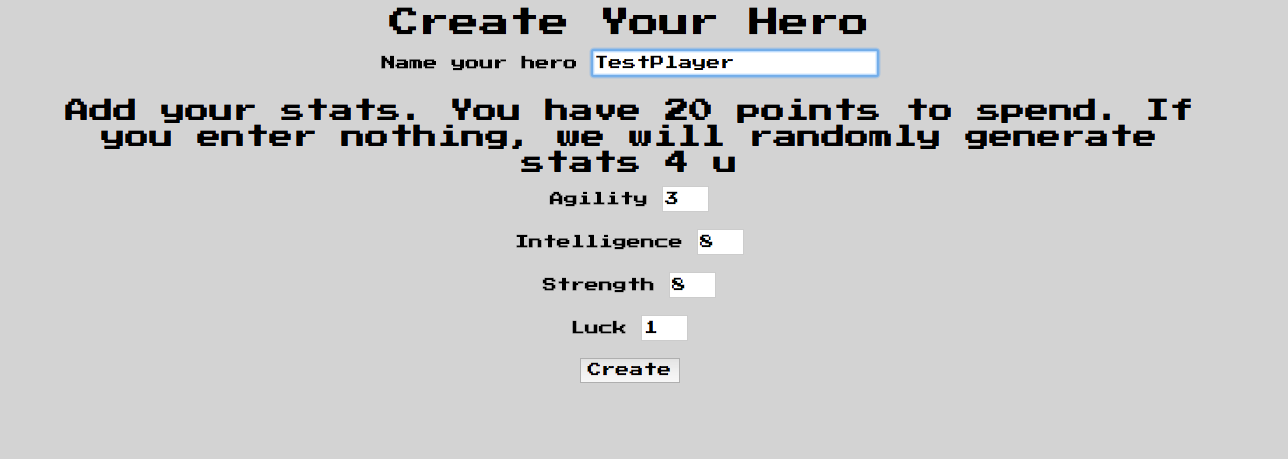 Create Your Hero
Name your hero TestPlayer
Add your stats. You have 20 points to spend. If
you enter nothing, we will randomly generate
stats 4 u
Agility 3
Intelligence 8
Strength 8
Luck 1
Create